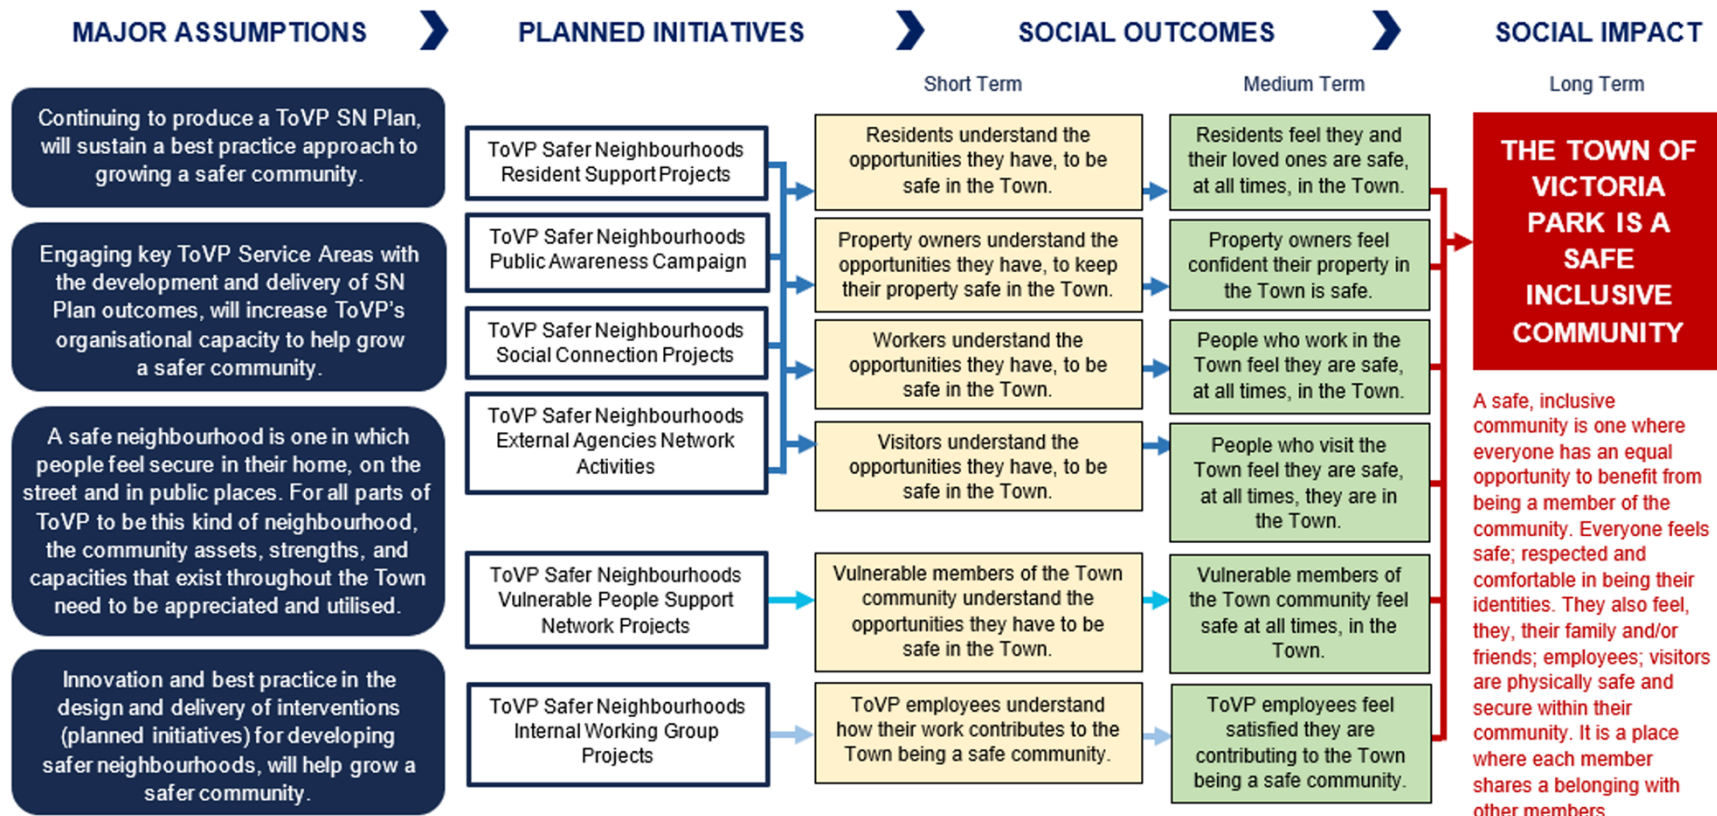 MAJOR ASSUMPTIONS
PLANNED INITIATIVES
SOCIAL OUTCOMES
SOCIAL IMPACT
Short Term
Medium Term
Long Term
Continuing to produce a ToVP SN Plan,
will sustain a best practice approach to
growing a safer community.
Engaging key ToVP Service Areas with
the development and delivery of SN
Plan outcomes, will increase ToVP's
organisational capacity to help grow
a safer community.
A safe neighbourhood is one in which
people feel secure in their home, on the
street and in public places. For all parts of
ToVP to be this kind of neighbourhood,
the community assets, strengths, and
capacities that exist throughout the Town
need to be appreciated and utilised.
Innovation and best practice in the
design and delivery of interventions
(planned initiatives) for developing
safer neighbourhoods, will help grow a
safer community.
ToVP Safer Neighbourhoods
Resident Support Projects
ToVP Safer Neighbourhoods
Public Awareness Campaign
ToVP Safer Neighbourhoods
Social Connection Projects
ToVP Safer Neighbourhoods
External Agencies Network
Activities
ToVP Safer Neighbourhoods
Vulnerable People Support
Network Projects
ToVP Safer Neighbourhoods
Internal Working Group
Projects
Residents understand the
opportunities they have, to be
safe in the Town.
Property owners understand the
opportunities they have, to keep
their property safe in the Town.
Workers understand the
opportunities they have, to be
safe in the Town.
Visitors understand the
opportunities they have, to be
safe in the Town.
Vulnerable members of the Town
community understand the
opportunities they have to be
safe in the Town.
ToVP employees understand
how their work contributes to the
Town being a safe community.
Residents feel they and
their loved ones are safe,
at all times, in the Town.
Property owners feel
confident their property in
the Town is safe.
People who work in the
Town feel they are safe,
at all times, in the Town.
People who visit the
Town feel they are safe,
at all times, they are in
the Town.
Vulnerable members of
the Town community feel
safe at all times, in the
Town.
ToVP employees feel
satisfied they are
contributing to the Town
being a safe community.
THE TOWN OF
VICTORIA
PARK IS A
SAFE
INCLUSIVE
COMMUNITY
A safe, inclusive
community is one where
everyone has an equal
opportunity to benefit from
being a member of the
community. Everyone feels
safe; respected and
comfortable in being their
identities. They also feel,
they, their family and/or
friends; employees; visitors
are physically safe and
secure within their
community. It is a place
where each member
shares a belonging with
other members